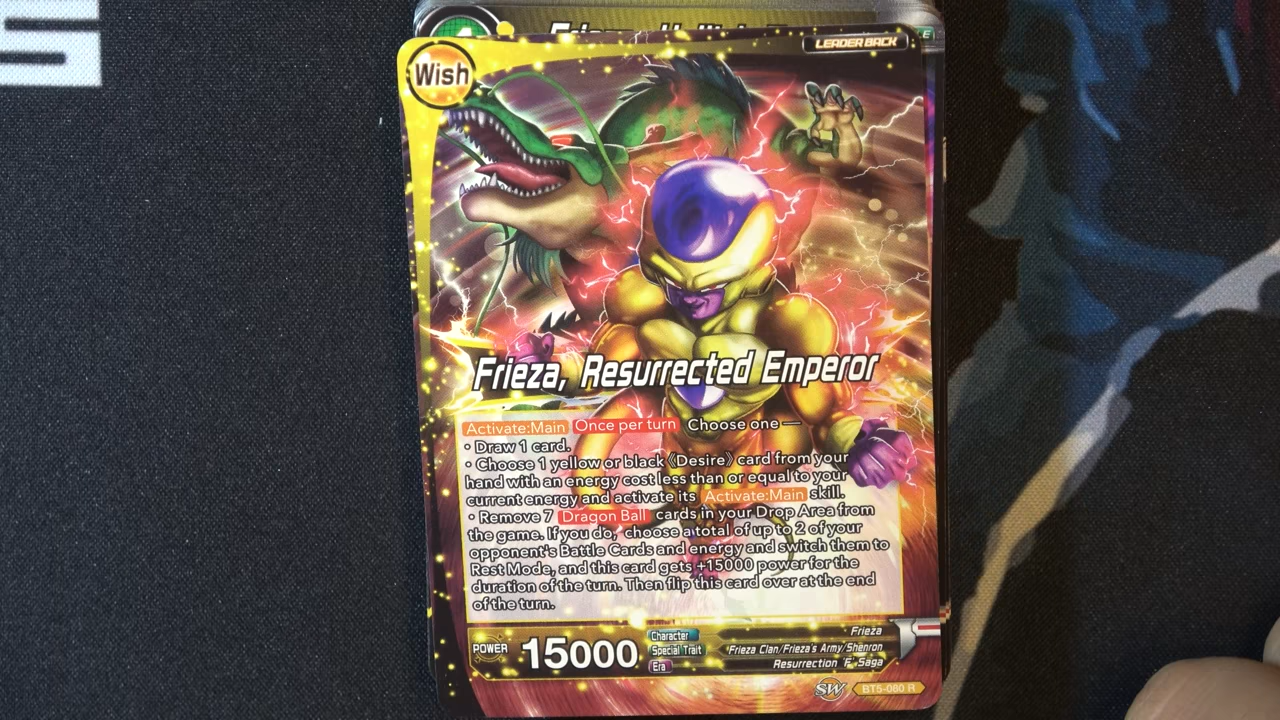 Frieza,
E
LEADER BACK
Wish
Frieza, Resurrected Emperor
Activate:Main Once per turn Choose one —
• Draw 1 card.
• Choose 1 yellow or black 《Desire》 card from your
hand with an energy cost less than or equal to your
current energy and activate its Activate:Main skill.
• Remove 7 Dragon Ball cards in your Drop Area from
the game. If you do, choose a total of up to 2 of your
opponent's Battle Cards and energy and switch them to
Rest Mode, and this card gets +15000 power for the
duration of the turn. Then flip this card over at the end
of the turn.
POWER 15000
Character Frieza
Special Trait Frieza Clan/Frieza's Army/Shenron
Era Resurrection 'F' Saga
SW BT5-080 R